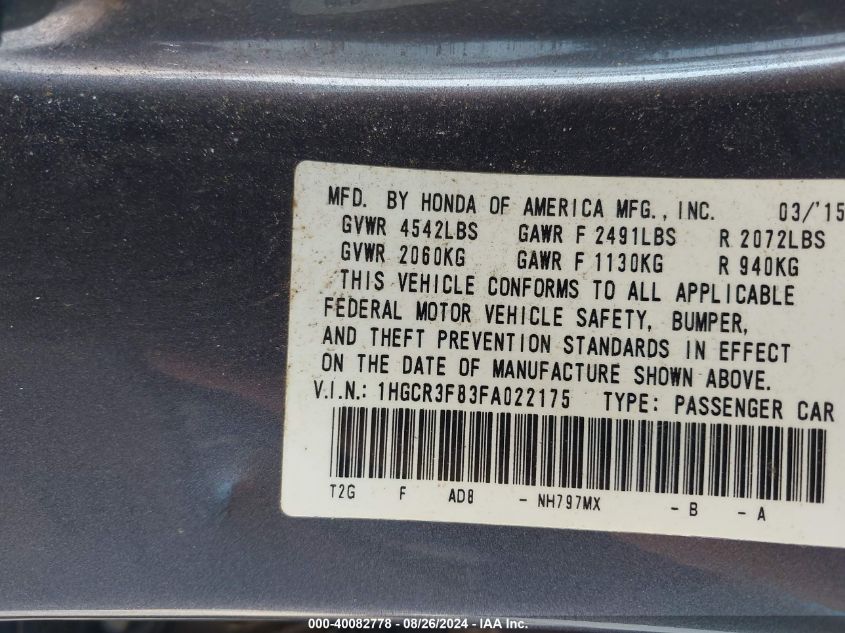 MFD. BY HONDA OF AMERICA MFG., INC. 03/'15
GVWR 4542LBS GAWR F 2491LBS R 2072LBS
GVWR 2060KG GAWR F 1130KG R 940KG
THIS VEHICLE CONFORMS TO ALL APPLICABLE
FEDERAL MOTOR VEHICLE SAFETY, BUMPER,
AND THEFT PREVENTION STANDARDS IN EFFECT
ON THE DATE OF MANUFACTURE SHOWN ABOVE.
V.I.N.: 1HGCR3F83FA022175 TYPE: PASSENGER CAR
T2G F AD8 - NH797MX - B - A
000-40082778 - 08/26/2024 - IAA Inc.